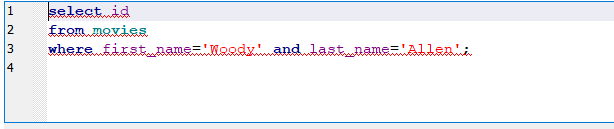 1 select id
2 from movies
3 where first_name='Woody' and last_name='Allen';
4